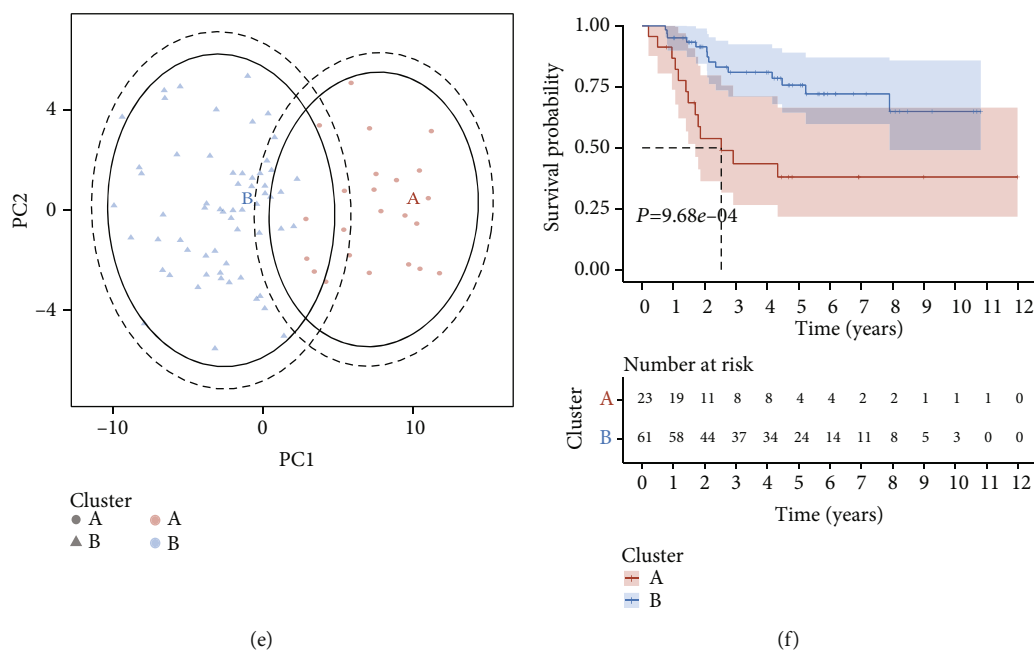 4
0
−4
PC2
B
A
−10
0
10
PC1
Cluster
A
A
B
B
(e)
1.00
0.75
0.50
0.25
0.00
Survival probability
P=9.68e−04
0 1 2 3 4 5 6 7 8 9 10 11 12
Time (years)
Number at risk
Cluster
A 23 19 11 8 8 4 4 2 2 1 1 1 0
B 61 58 44 37 34 24 14 11 8 5 3 0 0
0 1 2 3 4 5 6 7 8 9 10 11 12
Time (years)
Cluster
A
B
(f)